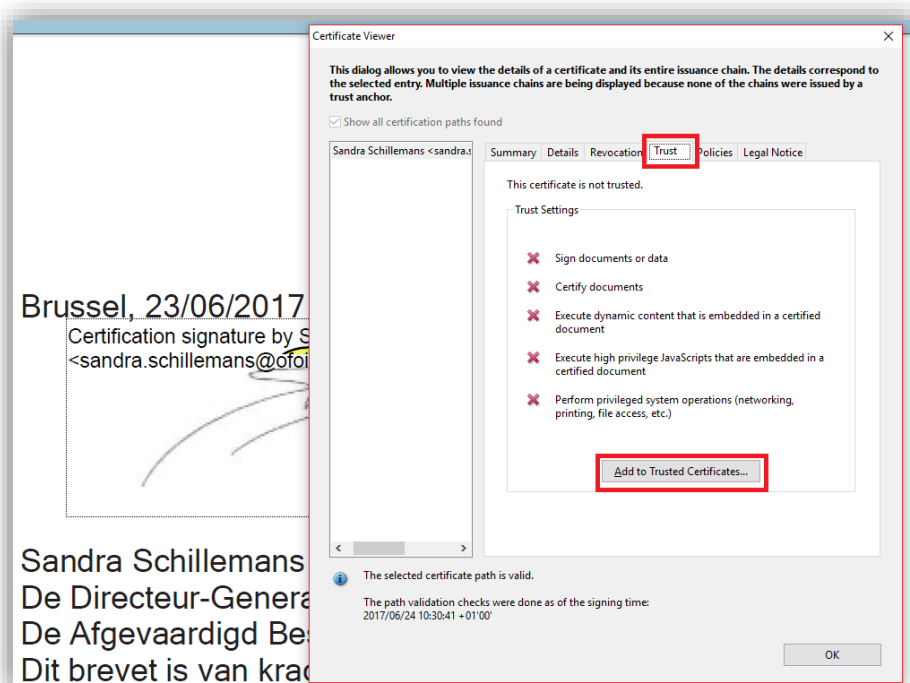 Certificate Viewer
This dialog allows you to view the details of a certificate and its entire issuance chain. The details correspond to
the selected entry. Multiple issuance chains are being displayed because none of the chains were issued by a
trust anchor.
Show all certification paths found
Sandra Schillemans <sandra.s
Summary Details Revocation Trust Policies Legal Notice
This certificate is not trusted.
Trust Settings
Sign documents or data
Certify documents
Execute dynamic content that is embedded in a certified
document
Execute high privilege JavaScripts that are embedded in a
certified document
Perform privileged system operations (networking,
printing, file access, etc.)
Add to Trusted Certificates...
The selected certificate path is valid.
The path validation checks were done as of the signing time:
2017/06/24 10:30:41 +01'00'
OK
Brussel, 23/06/2017
Certification signature by S
<sandra.schillemans@ofoi
Sandra Schillemans
De Directeur-Genera
De Afgevaardigd Bes
Dit brevet is van krac